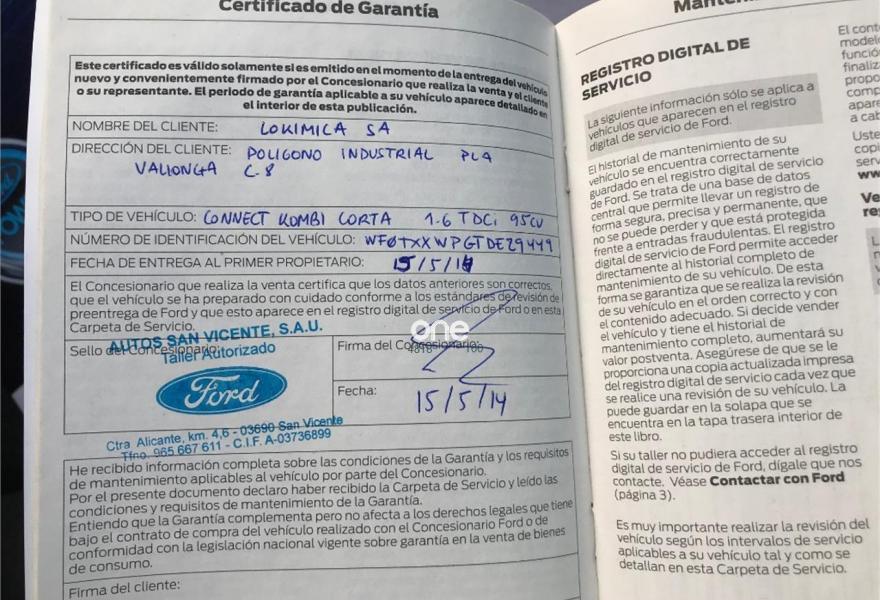 Certificado de Garantía
Este certificado es válido solamente si es emitido en el momento de la entrega del vehículo
nuevo y convenientemente firmado por el Concesionario que realiza la venta y el cliente
o su representante. El periodo de garantía aplicable a su vehículo aparece detallado en
el interior de esta publicación.
NOMBRE DEL CLIENTE: LOKIMICA SA
DIRECCIÓN DEL CLIENTE: POLIGONO INDUSTRIAL PLA
VALLONGA C-8
TIPO DE VEHÍCULO: CONNECT KOMBI CORTA 1.6 TDCi 95CV
NÚMERO DE IDENTIFICACIÓN DEL VEHÍCULO: WFØTXXWPGTDE29449
FECHA DE ENTREGA AL PRIMER PROPIETARIO: 15/5/14
El Concesionario que realiza la venta certifica que los datos anteriores son correctos,
que el vehículo se ha preparado con cuidado conforme a los estándares de revisión de
preentrega de Ford y que esto aparece en el registro digital de servicio de Ford o en esta
Carpeta de Servicio.
AUTOS SAN VICENTE, S.A.U.
Sello del Concesionario:
Taller Autorizado
Ford
Ctra Alicante, km. 4,6 - 03690 San Vicente
Tfno. 965 667 611 - C.I.F. A-03736899
one
Firma del Concesionario:
Fecha:
15/5/14
He recibido información completa sobre las condiciones de la Garantía y los requisitos
de mantenimiento aplicables al vehículo por parte del Concesionario.
Por el presente documento declaro haber recibido la Carpeta de Servicio y leído las
condiciones y requisitos de mantenimiento de la Garantía.
Entiendo que la Garantía complementa pero no afecta a los derechos legales que tiene
bajo el contrato de compra del vehículo realizado con el Concesionario Ford o de
conformidad con la legislación nacional vigente sobre garantía en la venta de bienes
de consumo.
Firma del cliente:
REGISTRO DIGITAL DE
SERVICIO
La siguiente información sólo se aplica a
vehículos que aparecen en el registro
digital de servicio de Ford.
El historial de mantenimiento de su
vehículo se encuentra correctamente
guardado en el registro digital de servicio
de Ford. Se trata de una base de datos
central que permite llevar un registro de
forma segura, precisa y permanente, que
no se puede perder y que está protegida
frente a entradas fraudulentas. El registro
digital de servicio de Ford permite acceder
directamente al historial completo de
mantenimiento de su vehículo. De esta
forma se garantiza que se realiza la revisión
de su vehículo en el orden correcto y con
el contenido adecuado. Si decide vender
el vehículo y tiene el historial de
mantenimiento completo, aumentará su
valor postventa. Asegúrese de que se le
proporciona una copia actualizada impresa
del registro digital de servicio cada vez que
se realice una revisión de su vehículo. La
puede guardar en la solapa que se
encuentra en la tapa trasera interior de
este libro.
Si su taller no pudiera acceder al registro
digital de servicio de Ford, dígale que nos
contacte. Véase Contactar con Ford
(página 3).
Es muy importante realizar la revisión del
vehículo según los intervalos de servicio
aplicables a su vehículo tal y como se
detallan en esta Carpeta de Servicio.